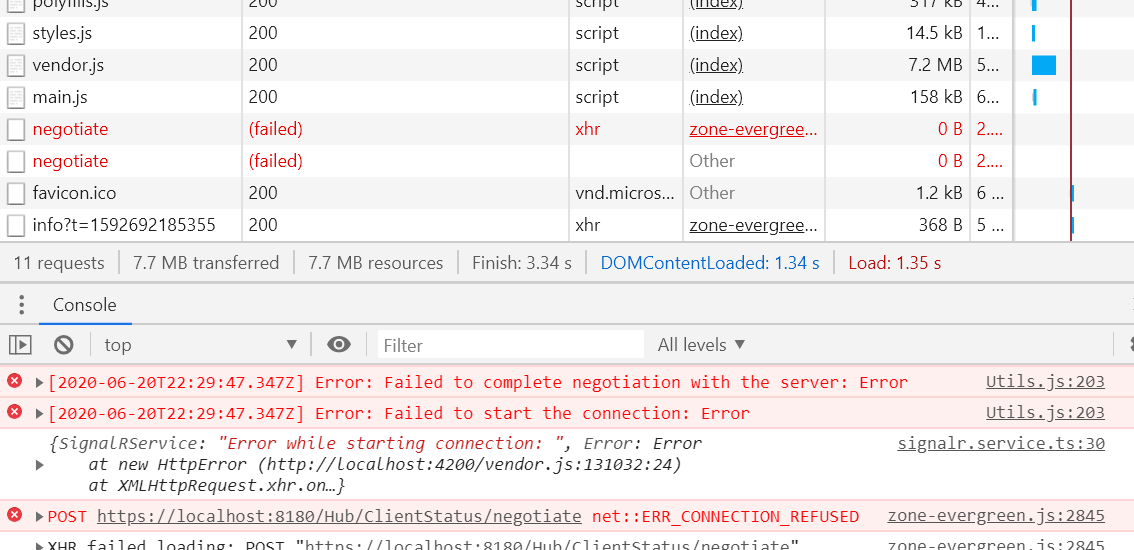 polyfills.js 200 script (index) 317 kB 4...
styles.js 200 script (index) 14.5 kB 1...
vendor.js 200 script (index) 7.2 MB 5...
main.js 200 script (index) 158 kB 6...
negotiate (failed) xhr zone-evergree... 0 B 2...
negotiate (failed) Other 0 B 2...
favicon.ico 200 vnd.micros... Other 1.2 kB 6 ...
info?t=1592692185355 200 xhr zone-evergree... 368 B 5 ...
11 requests 7.7 MB transferred 7.7 MB resources Finish: 3.34 s DOMContentLoaded: 1.34 s Load: 1.35 s
Console
top Filter All levels
[2020-06-20T22:29:47.347Z] Error: Failed to complete negotiation with the server: Error Utils.js:203
[2020-06-20T22:29:47.347Z] Error: Failed to start the connection: Error Utils.js:203
{SignalRService: "Error while starting connection: ", Error: Error signalr.service.ts:30
at new HttpError (http://localhost:4200/vendor.js:131032:24)
at XMLHttpRequest.xhr.on…}
POST https://localhost:8180/Hub/ClientStatus/negotiate net::ERR_CONNECTION_REFUSED zone-evergreen.js:2845
XHR failed loading: POST "https://localhost:8180/Hub/ClientStatus/negotiate" zone-evergreen.js:2845